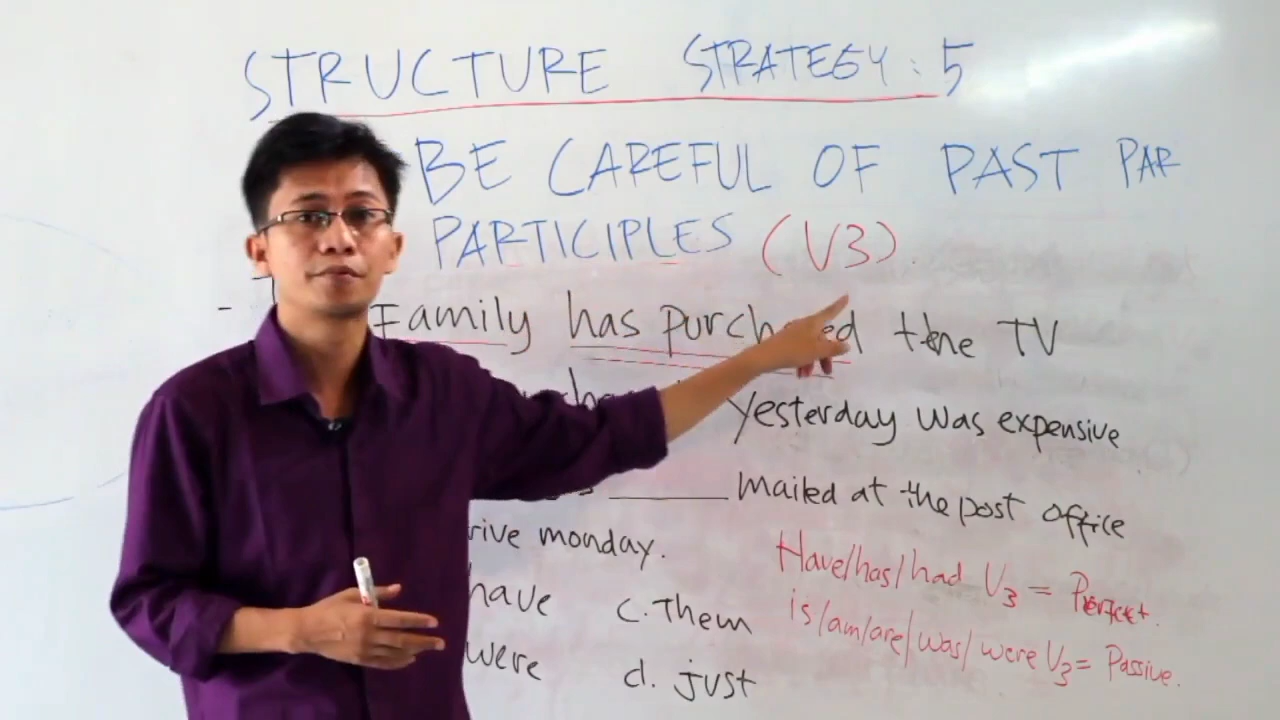 STRUCTURE STRATEGY : 5
BE CAREFUL OF PAST PAR
PARTICIPLES (V3).
- Family has purchased the TV
yesterday was expensive
_____ mailed at the post office
monday.
have c. Them
were d. just
Have/has/had V3 = Perfect.
is/am/are/was/were V3 = Passive.